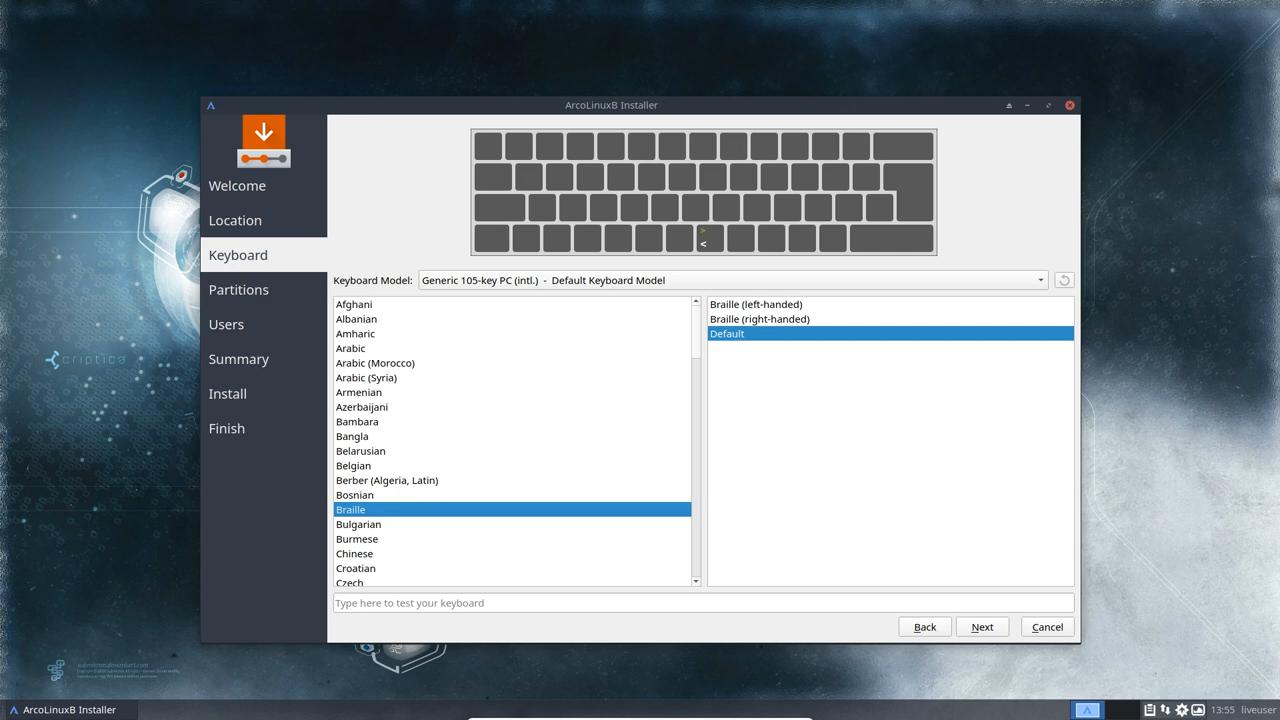 ArcoLinuxB Installer
Welcome
Location
Keyboard
Partitions
Users
Summary
Install
Finish
>
<
Keyboard Model: Generic 105-key PC (intl.) - Default Keyboard Model
Afghani
Albanian
Amharic
Arabic
Arabic (Morocco)
Arabic (Syria)
Armenian
Azerbaijani
Bambara
Bangla
Belarusian
Belgian
Berber (Algeria, Latin)
Bosnian
Braille
Bulgarian
Burmese
Chinese
Croatian
Czech
Braille (left-handed)
Braille (right-handed)
Default
Type here to test your keyboard
Back Next Cancel
criptica
ArcoLinuxB Installer 13:55 liveuser